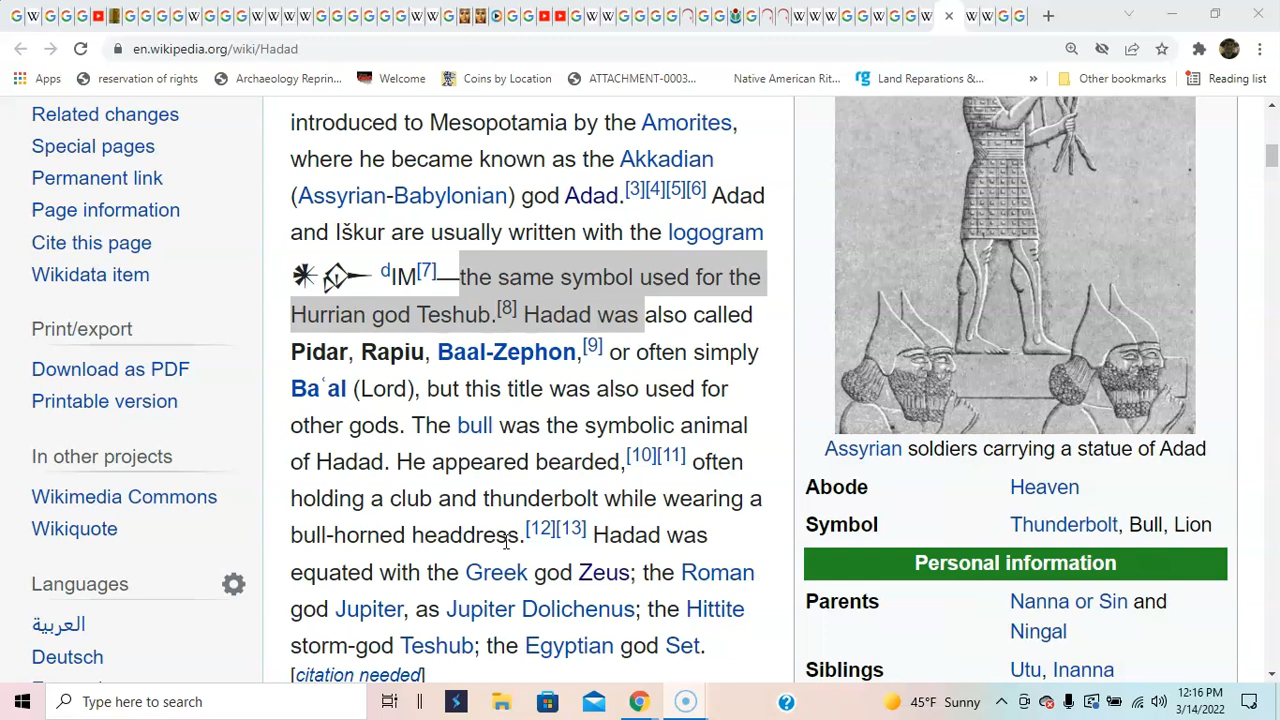 en.wikipedia.org/wiki/Hadad
Apps
reservation of rights
Archaeology Reprin...
Welcome
Coins by Location
ATTACHMENT-0003...
Native American Rit...
Land Reparations &...
»
Other bookmarks
Reading list
Related changes
Special pages
Permanent link
Page information
Cite this page
Wikidata item
Print/export
Download as PDF
Printable version
In other projects
Wikimedia Commons
Wikiquote
Languages
العربية
Deutsch
introduced to Mesopotamia by the Amorites,
where he became known as the Akkadian
(Assyrian-Babylonian) god Adad.[3][4][5][6] Adad
and Iškur are usually written with the logogram
𒀭𒅎 dIM[7]—the same symbol used for the
Hurrian god Teshub.[8] Hadad was also called
Pidar, Rapiu, Baal-Zephon,[9] or often simply
Baʿal (Lord), but this title was also used for
other gods. The bull was the symbolic animal
of Hadad. He appeared bearded,[10][11] often
holding a club and thunderbolt while wearing a
bull-horned headdress.[12][13] Hadad was
equated with the Greek god Zeus; the Roman
god Jupiter, as Jupiter Dolichenus; the Hittite
storm-god Teshub; the Egyptian god Set.
[citation needed]
Assyrian soldiers carrying a statue of Adad
Abode Heaven
Symbol Thunderbolt, Bull, Lion
Personal information
Parents Nanna or Sin and
Ningal
Siblings Utu, Inanna
Type here to search
45°F Sunny
12:16 PM
3/14/2022